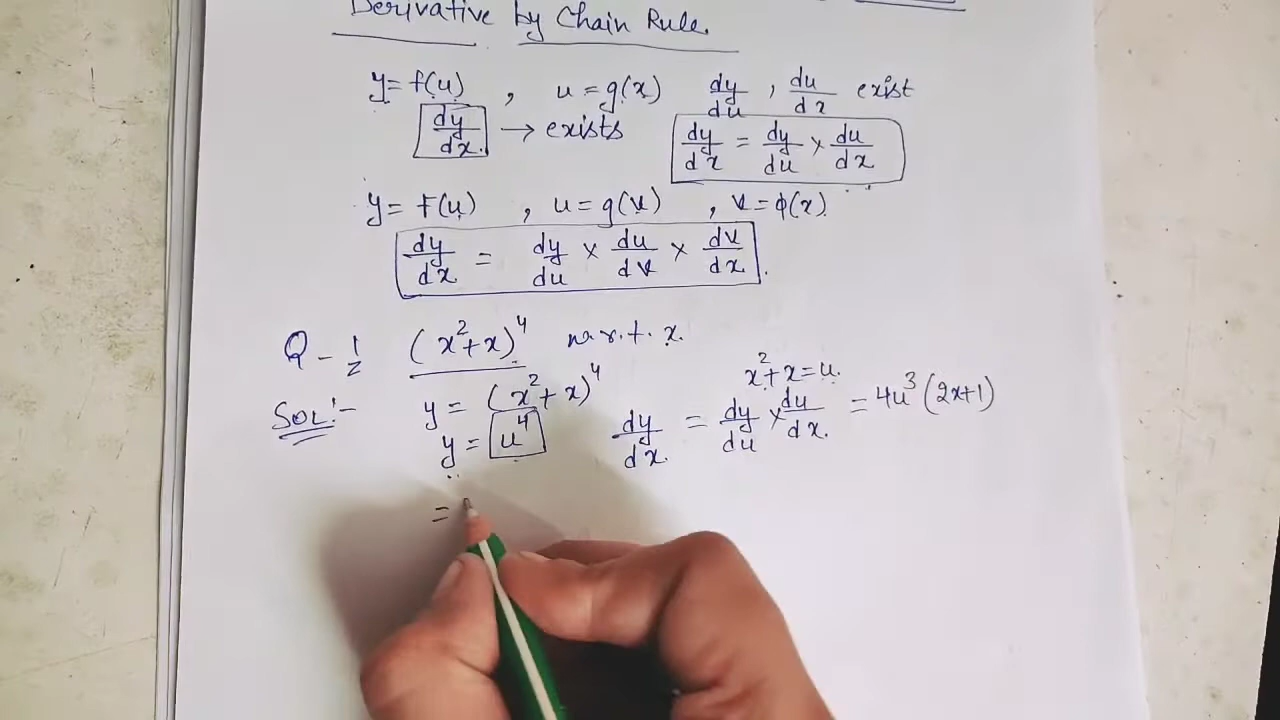 Derivative by Chain Rule.
y = f(u) , u = g(x) dy/du , du/dx exist
dy/dx → exists dy/dx = dy/du × du/dx
y = f(u) , u = g(v) , v = φ(x)
dy/dx = dy/du × du/dv × dv/dx.
Q - 1/2 (x²+x)⁴ w.r.t. x.
x²+x = u.
Sol:- y = (x²+x)⁴
y = u⁴ dy/dx = dy/du × du/dx = 4u³(2x+1)
=